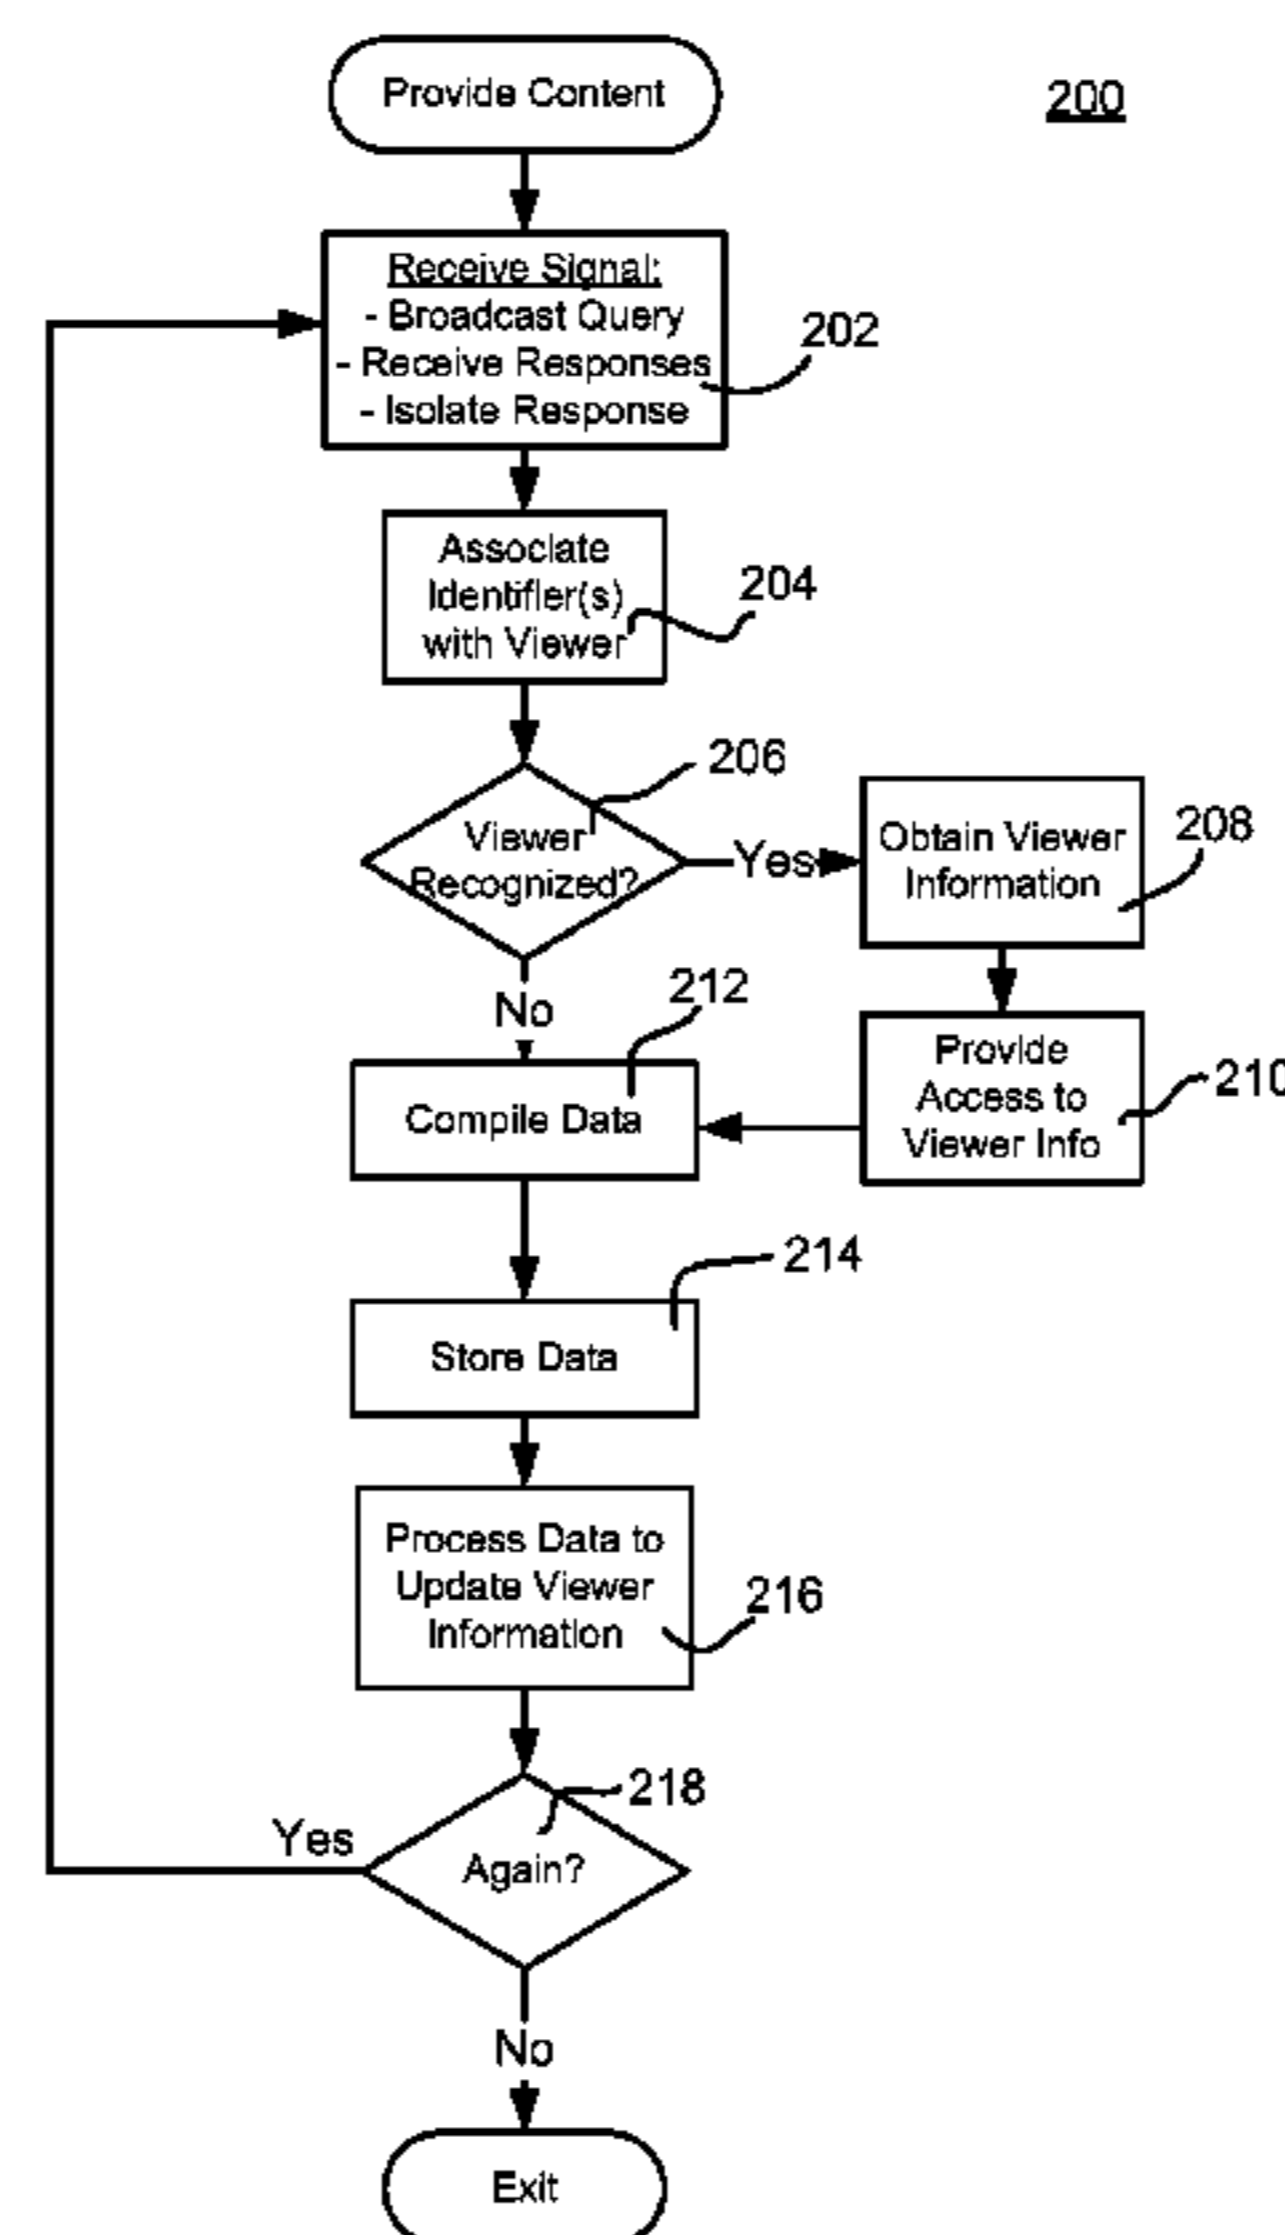 Provide Content
200
Receive Signal:
- Broadcast Query
- Receive Responses
- Isolate Response
202
Associate
Identifier(s)
with Viewer
204
206
Viewer
Recognized?
Yes
Obtain Viewer
Information
208
No
212
Provide
Access to
Viewer Info
210
Compile Data
214
Store Data
Process Data to
Update Viewer
Information
216
218
Yes
Again?
No
Exit